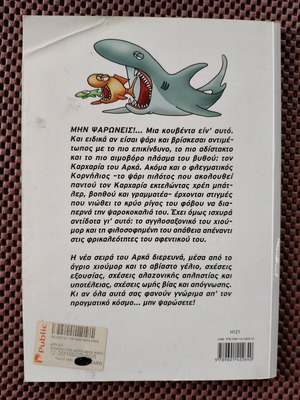 ΜΗΝ ΨΑΡΩΝΕΙΣ!... Μια κουβέντα είν' αυτό.
Και ειδικά αν είσαι ψάρι και βρίσκεσαι αντιμέ-
τωπος με το πιο επικίνδυνο, το πιο αδίστακτο
και το πιο αιμοβόρο πλάσμα του βυθού: τον
Καρχαρία του Αρκά. Ακόμα και ο φλεγματικός
Κορνήλιος –το ψάρι πιλότος που ακολουθεί
παντού τον Καρχαρία εκτελώντας χρέη μπάτ-
λερ, βοηθού και γραμματέα– έρχονται στιγμές
που νιώθει το κρύο ρίγος του φόβου να δια-
περνά την ψαροκοκαλιά του. Έχει όμως ισχυρό
αντίδοτο γι' αυτό: το αγγλοσαξονικό του χιού-
μορ και τη φιλοσοφημένη του απάθεια απέναντι
στις φρικαλεότητες του αφεντικού του.
Η νέα σειρά του Αρκά διερευνά, μέσα από το
άγριο χιούμορ και το αβίαστο γέλιο, σχέσεις
εξουσίας, σχέσεις αλαζονικής απληστίας και
υποτέλειας, σχέσεις ωμής βίας και απόγνωσης.
Κι αν όλα αυτά σας φανούν γνώριμα απ' τον
πραγματικό κόσμο... μην ψαρώσετε!
Public